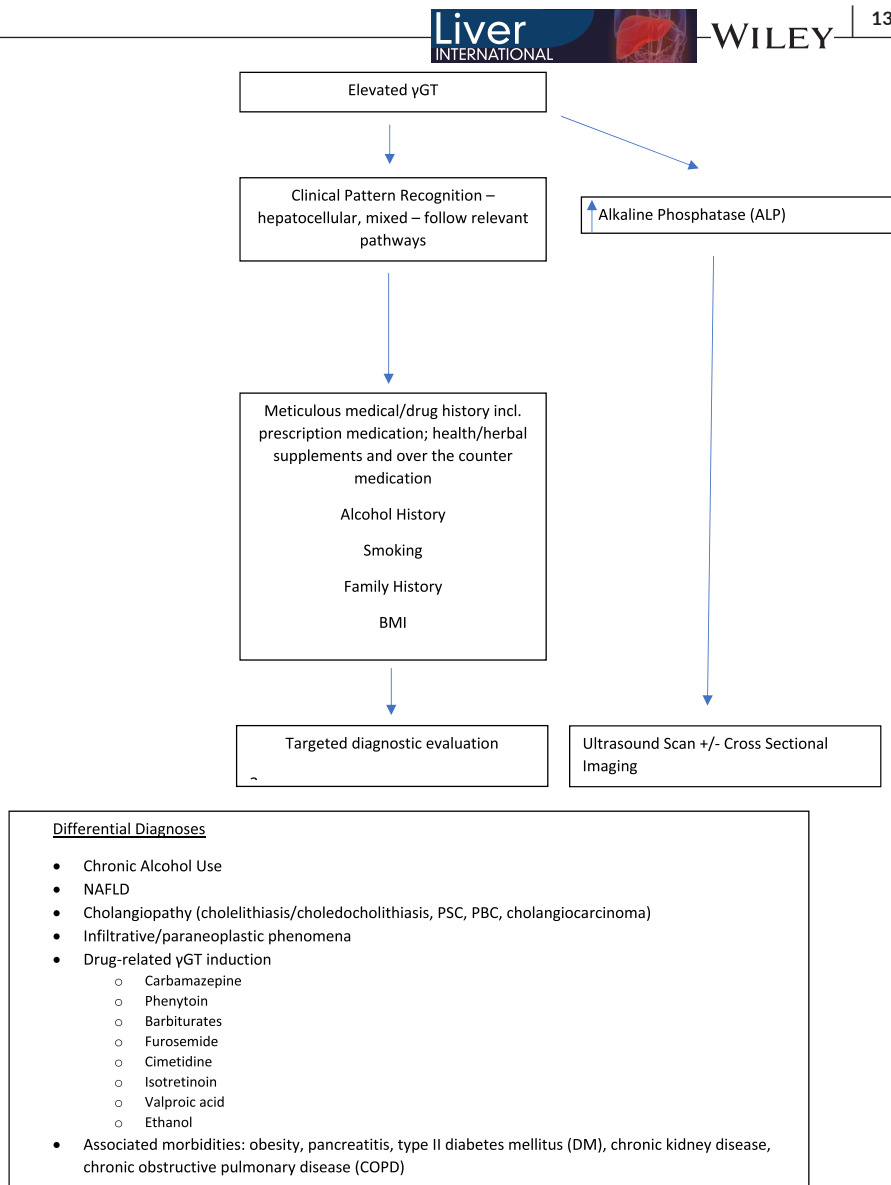 Liver
INTERNATIONAL
WILEY
13
Elevated γGT
Clinical Pattern Recognition –
hepatocellular, mixed – follow relevant
pathways
Alkaline Phosphatase (ALP)
Meticulous medical/drug history incl.
prescription medication; health/herbal
supplements and over the counter
medication
Alcohol History
Smoking
Family History
BMI
Targeted diagnostic evaluation
Ultrasound Scan +/- Cross Sectional
Imaging
Differential Diagnoses
• Chronic Alcohol Use
• NAFLD
• Cholangiopathy (cholelithiasis/choledocholithiasis, PSC, PBC, cholangiocarcinoma)
• Infiltrative/paraneoplastic phenomena
• Drug-related γGT induction
o Carbamazepine
o Phenytoin
o Barbiturates
o Furosemide
o Cimetidine
o Isotretinoin
o Valproic acid
o Ethanol
• Associated morbidities: obesity, pancreatitis, type II diabetes mellitus (DM), chronic kidney disease,
chronic obstructive pulmonary disease (COPD)